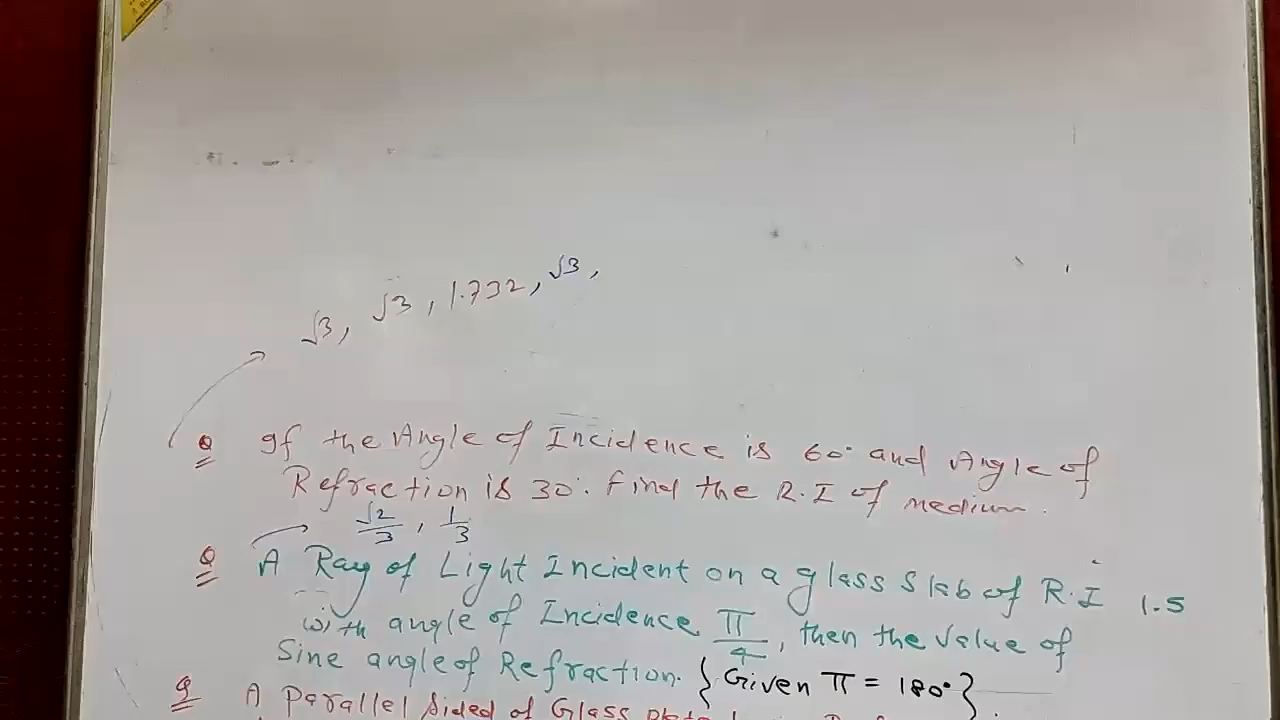 √3, √3, 1.732, √3,
Q If the Angle of Incidence is 60° and Angle of
Refraction is 30°. Find the R.I of medium.
√2/3, 1/3
Q A Ray of Light Incident on a glass slab of R.I 1.5
with angle of Incidence π/4, then the value of
Sine angle of Refraction. {Given π = 180°}.
Q A Parallel Sided of Glass